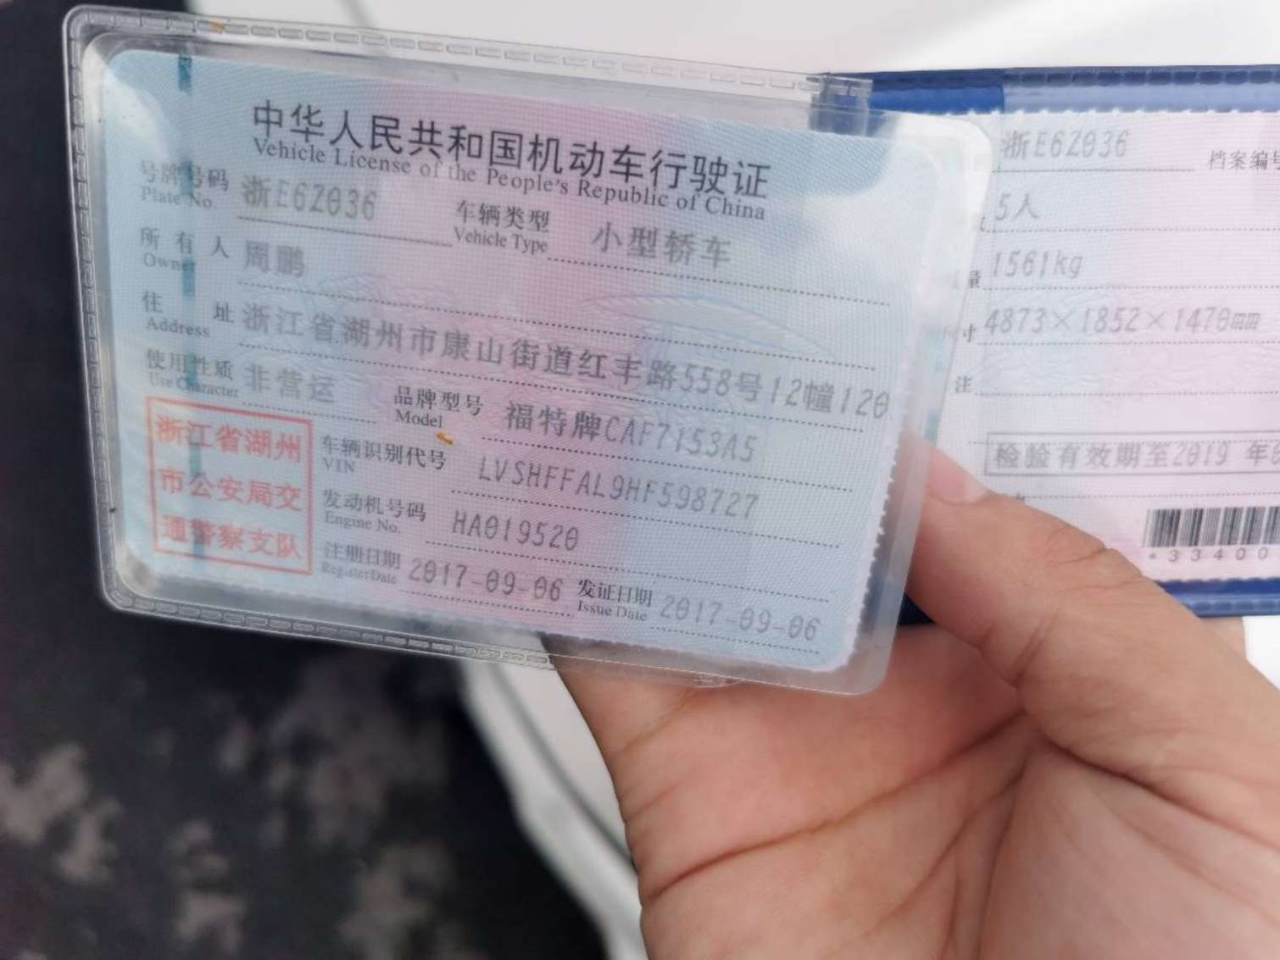 中华人民共和国机动车行驶证
Vehicle License of the People's Republic of China
号牌号码 浙E6Z036 车辆类型 小型轿车
Plate No. Vehicle Type
所有人 周鹏
Owner
住址 浙江省湖州市康山街道红丰路558号12幢120
Address
使用性质 非营运 品牌型号 福特牌CAF7153A5
Use Character Model
浙江省湖州
市公安局交
通警察支队
车辆识别代号 LVSHFFAL9HF598727
VIN
发动机号码 HA019520
Engine No.
注册日期 2017-09-06 发证日期 2017-09-06
Register Date Issue Date
浙E6Z036 档案编号
5人
量 1561kg
寸 4873×1852×1470mm
注
检验有效期至2019 年0
*33400